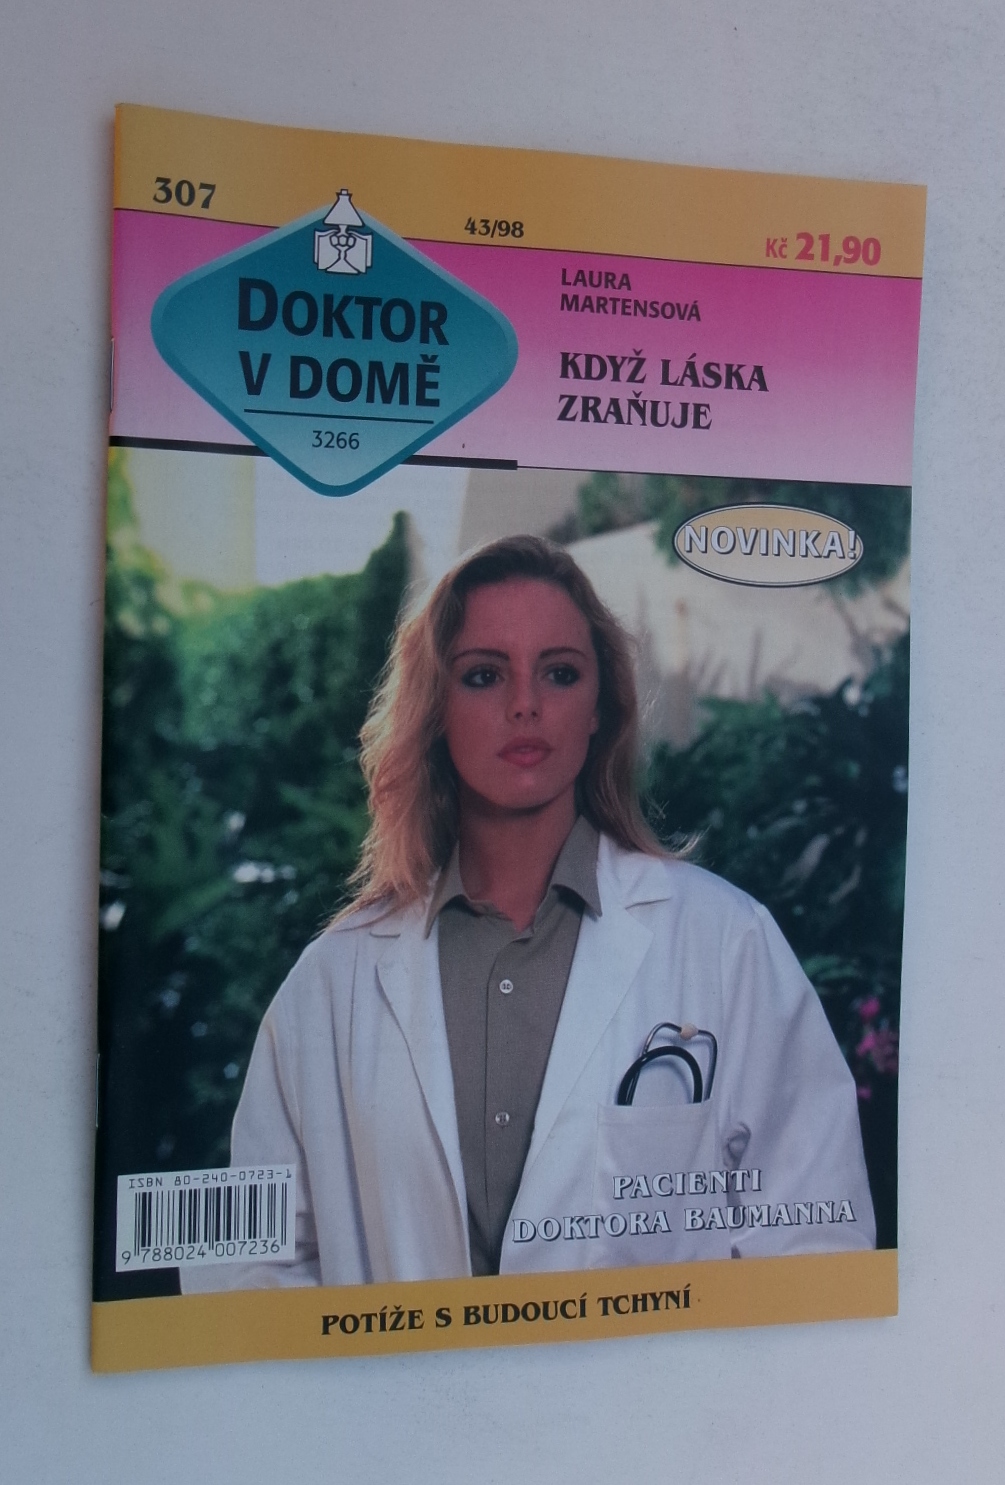 307
43/98
Kč 21,90
DOKTOR
V DOMĚ
3266
LAURA
MARTENSOVÁ
KDYŽ LÁSKA
ZRAŇUJE
NOVINKA!
PACIENTI
DOKTORA BAUMANNA
ISBN 80-240-0723-1
9 788024 007236
POTÍŽE S BUDOUCÍ TCHYNÍ